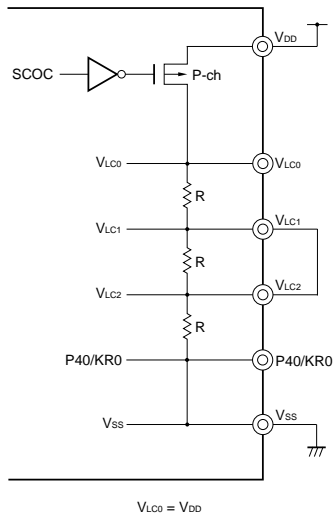 VDD
SCOC
P-ch
VLC0 VLC0
R
VLC1 VLC1
R
VLC2 VLC2
R
P40/KR0 P40/KR0
VSS VSS
VLC0 = VDD